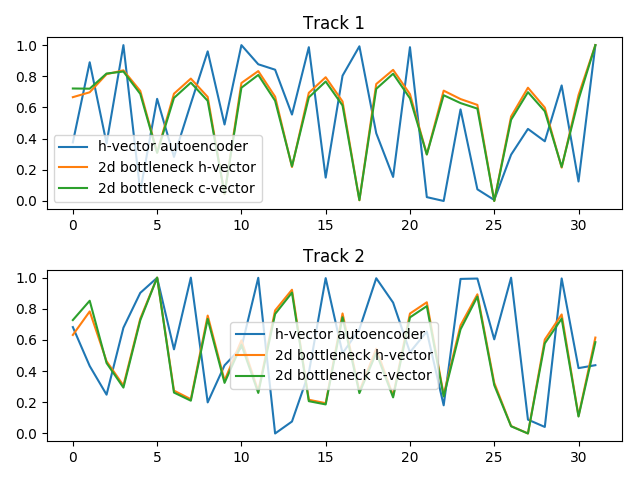 Track 1
1.0
0.8
0.6
0.4
0.2
0.0
h-vector autoencoder
2d bottleneck h-vector
2d bottleneck c-vector
0 5 10 15 20 25 30
Track 2
1.0
0.8
0.6
0.4
0.2
0.0
h-vector autoencoder
2d bottleneck h-vector
2d bottleneck c-vector
0 5 10 15 20 25 30